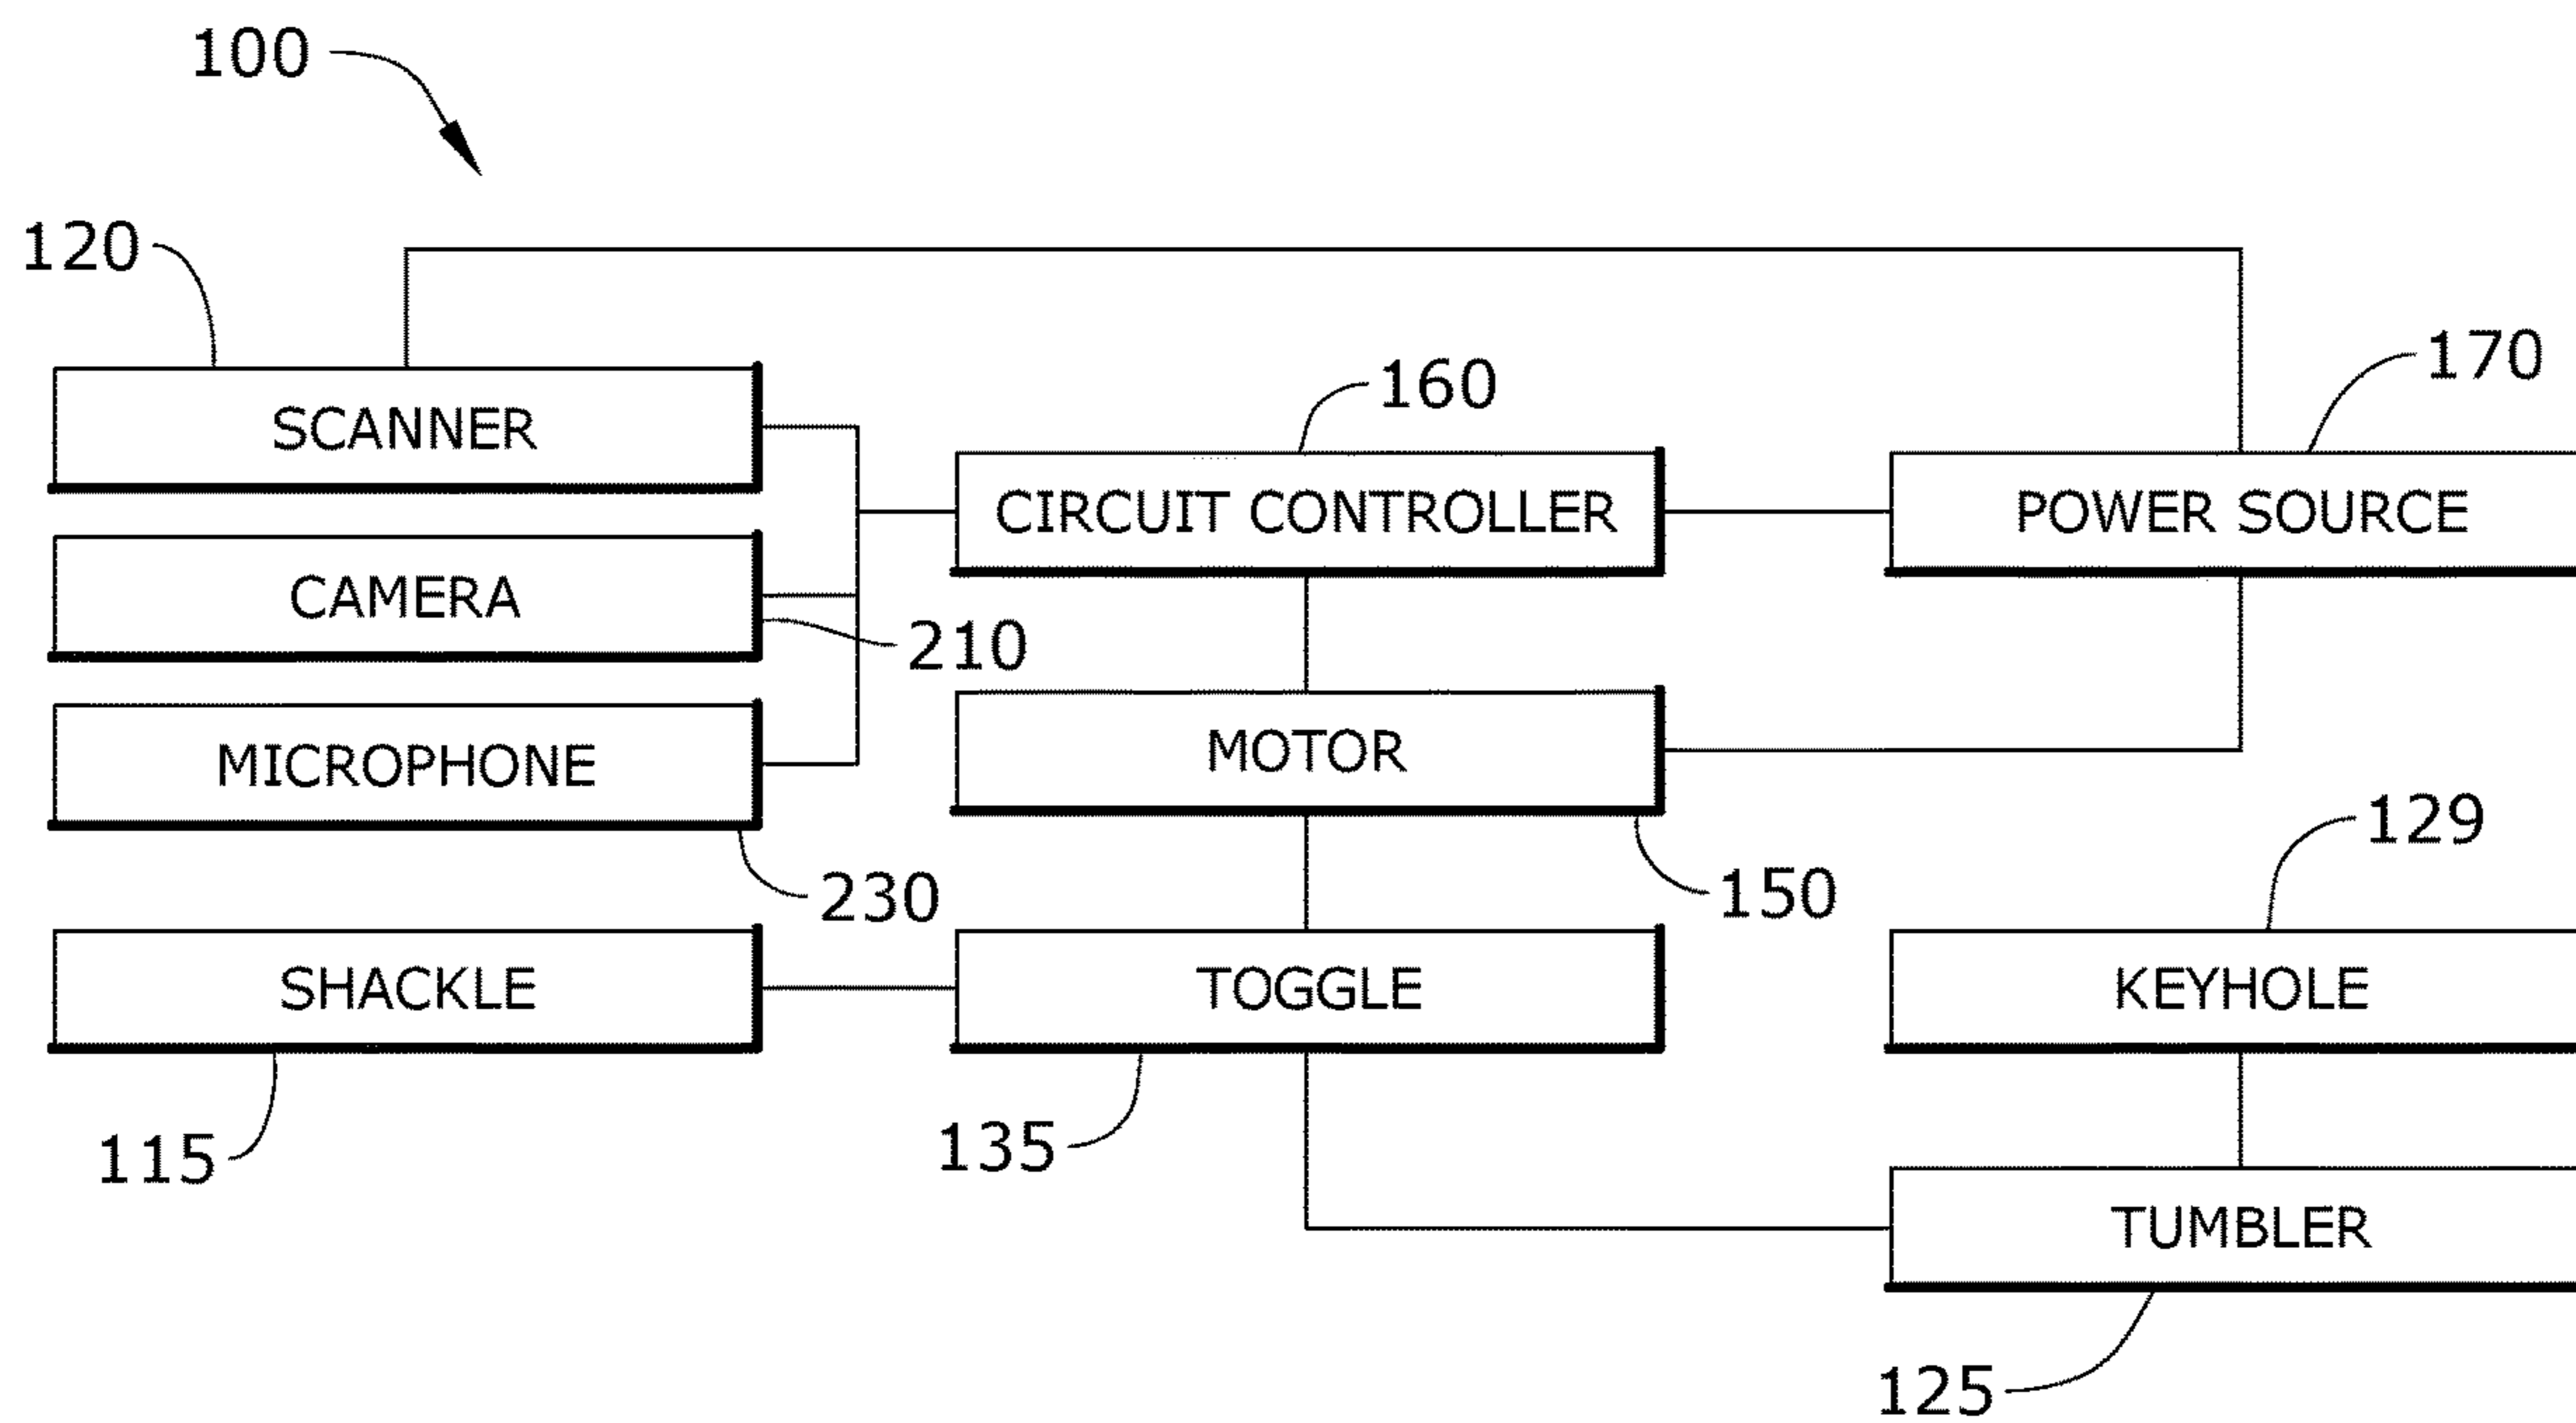 100
120
170
160
SCANNER
CIRCUIT CONTROLLER
POWER SOURCE
CAMERA
210
MICROPHONE
MOTOR
129
230
150
SHACKLE
TOGGLE
KEYHOLE
115
135
TUMBLER
125